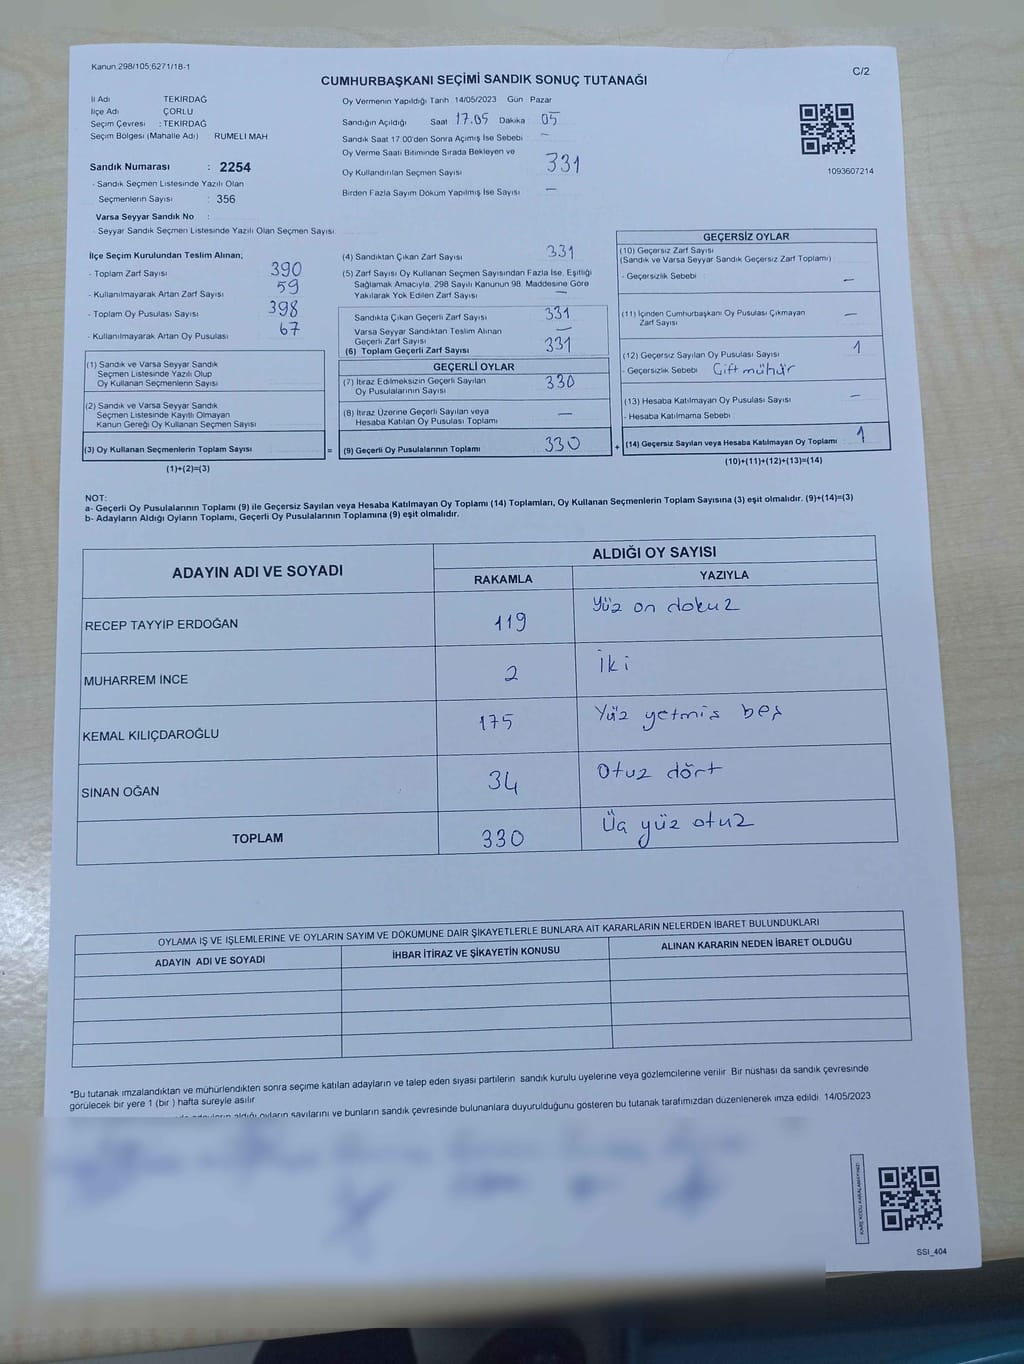 Kanun:298/105;6271/18-1
CUMHURBAŞKANI SEÇİMİ SANDIK SONUÇ TUTANAĞI
C/2
İl Adı TEKİRDAĞ
İlçe Adı ÇORLU
Seçim Çevresi : TEKİRDAĞ
Seçim Bölgesi (Mahalle Adı) RUMELİ MAH.
Sandık Numarası : 2254
- Sandık Seçmen Listesinde Yazılı Olan
Seçmenlerin Sayısı : 356
Varsa Seyyar Sandık No :
- Seyyar Sandık Seçmen Listesinde Yazılı Olan Seçmen Sayısı:
Oy Vermenin Yapıldığı Tarih 14/05/2023 Gün Pazar
Sandığın Açıldığı Saat 17.05 Dakika 05
Sandık Saat 17:00'den Sonra Açılmış İse Sebebi : —
Oy Verme Saati Bitiminde Sırada Bekleyen ve
Oy Kullandırılan Seçmen Sayısı 331
Birden Fazla Sayım Döküm Yapılmış İse Sayısı —
1093607214
İlçe Seçim Kurulundan Teslim Alınan;
- Toplam Zarf Sayısı 390
- Kullanılmayarak Artan Zarf Sayısı 59
- Toplam Oy Pusulası Sayısı 398
- Kullanılmayarak Artan Oy Pusulası 67
(1) Sandık ve Varsa Seyyar Sandık
Seçmen Listesinde Yazılı Olup
Oy Kullanan Seçmenlerin Sayısı
(2) Sandık ve Varsa Seyyar Sandık
Seçmen Listesinde Kayıtlı Olmayan
Kanun Gereği Oy Kullanan Seçmen Sayısı
(3) Oy Kullanan Seçmenlerin Toplam Sayısı
(1)+(2)=(3)
=
(4) Sandıktan Çıkan Zarf Sayısı 331
(5) Zarf Sayısı Oy Kullanan Seçmen Sayısından Fazla İse, Eşitliği
Sağlamak Amacıyla, 298 Sayılı Kanunun 98. Maddesine Göre
Yakılarak Yok Edilen Zarf Sayısı —
Sandıkta Çıkan Geçerli Zarf Sayısı 331
Varsa Seyyar Sandıktan Teslim Alınan
Geçerli Zarf Sayısı —
(6) Toplam Geçerli Zarf Sayısı 331
GEÇERLİ OYLAR
(7) İtiraz Edilmeksizin Geçerli Sayılan
Oy Pusulalarının Sayısı 330
(8) İtiraz Üzerine Geçerli Sayılan veya
Hesaba Katılan Oy Pusulası Toplamı —
(9) Geçerli Oy Pusulalarının Toplamı 330
+
GEÇERSİZ OYLAR
(10) Geçersiz Zarf Sayısı
(Sandık ve Varsa Seyyar Sandık Geçersiz Zarf Toplamı)
- Geçersizlik Sebebi : —
(11) İçinden Cumhurbaşkanı Oy Pusulası Çıkmayan
Zarf Sayısı —
(12) Geçersiz Sayılan Oy Pusulası Sayısı 1
- Geçersizlik Sebebi : Çift mühür
(13) Hesaba Katılmayan Oy Pusulası Sayısı —
- Hesaba Katılmama Sebebi :
(14) Geçersiz Sayılan veya Hesaba Katılmayan Oy Toplamı 1
(10)+(11)+(12)+(13)=(14)
NOT:
a- Geçerli Oy Pusulalarının Toplamı (9) ile Geçersiz Sayılan veya Hesaba Katılmayan Oy Toplamı (14) Toplamları, Oy Kullanan Seçmenlerin Toplam Sayısına (3) eşit olmalıdır. (9)+(14)=(3)
b- Adayların Aldığı Oyların Toplamı, Geçerli Oy Pusulalarının Toplamına (9) eşit olmalıdır.
ADAYIN ADI VE SOYADI
ALDIĞI OY SAYISI
RAKAMLA
YAZIYLA
RECEP TAYYİP ERDOĞAN 119 Yüz on dokuz
MUHARREM İNCE 2 İki
KEMAL KILIÇDAROĞLU 175 Yüz yetmiş beş
SİNAN OĞAN 34 Otuz dört
TOPLAM 330 Üç yüz otuz
OYLAMA İŞ VE İŞLEMLERİNE VE OYLARIN SAYIM VE DÖKÜMÜNE DAİR ŞİKAYETLERLE BUNLARA AİT KARARLARIN NELERDEN İBARET BULUNDUKLARI
ADAYIN ADI VE SOYADI
İHBAR İTİRAZ VE ŞİKAYETİN KONUSU
ALINAN KARARIN NEDEN İBARET OLDUĞU
*Bu tutanak imzalandıktan ve mühürlendikten sonra seçime katılan adayların ve talep eden siyasi partilerin sandık kurulu üyelerine veya gözlemcilerine verilir. Bir nüshası da sandık çevresinde
görülecek bir yere 1 (bir ) hafta süreyle asılır.
aldığı oyların sayılarını ve bunların sandık çevresinde bulunanlara duyurulduğunu gösteren bu tutanak tarafımızdan düzenlenerek imza edildi. 14/05/2023
KARE KODU KARALAMAYINIZ!
SSI_404